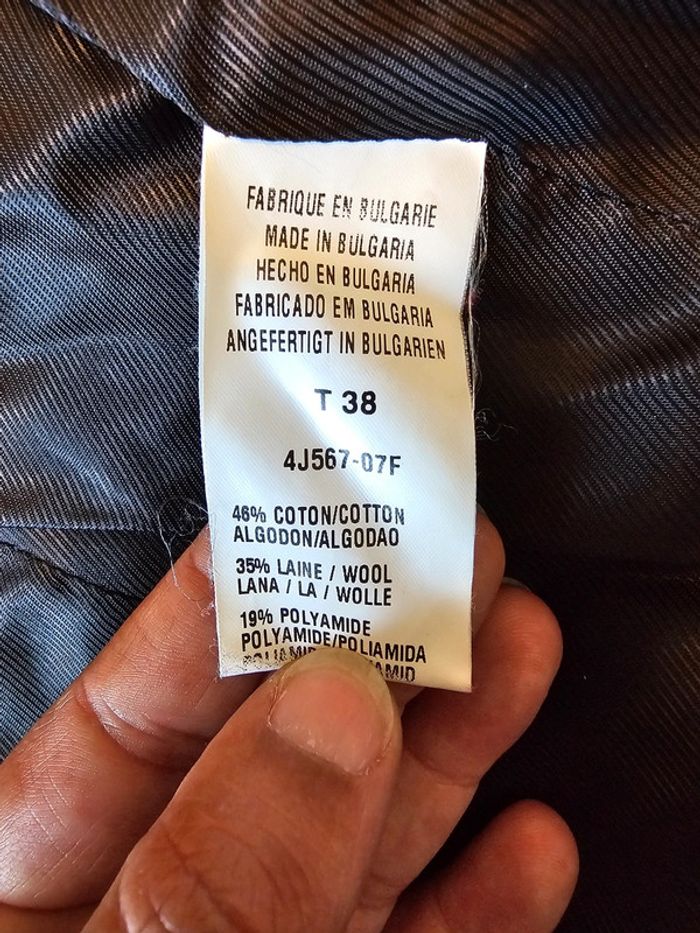 FABRIQUE EN BULGARIE
MADE IN BULGARIA
HECHO EN BULGARIA
FABRICADO EM BULGARIA
ANGEFERTIGT IN BULGARIEN
T 38
4J567-07F
46% COTON/COTTON
ALGODON/ALGODAO
35% LAINE / WOOL
LANA / LA / WOLLE
19% POLYAMIDE
POLYAMIDE/POLIAMIDA